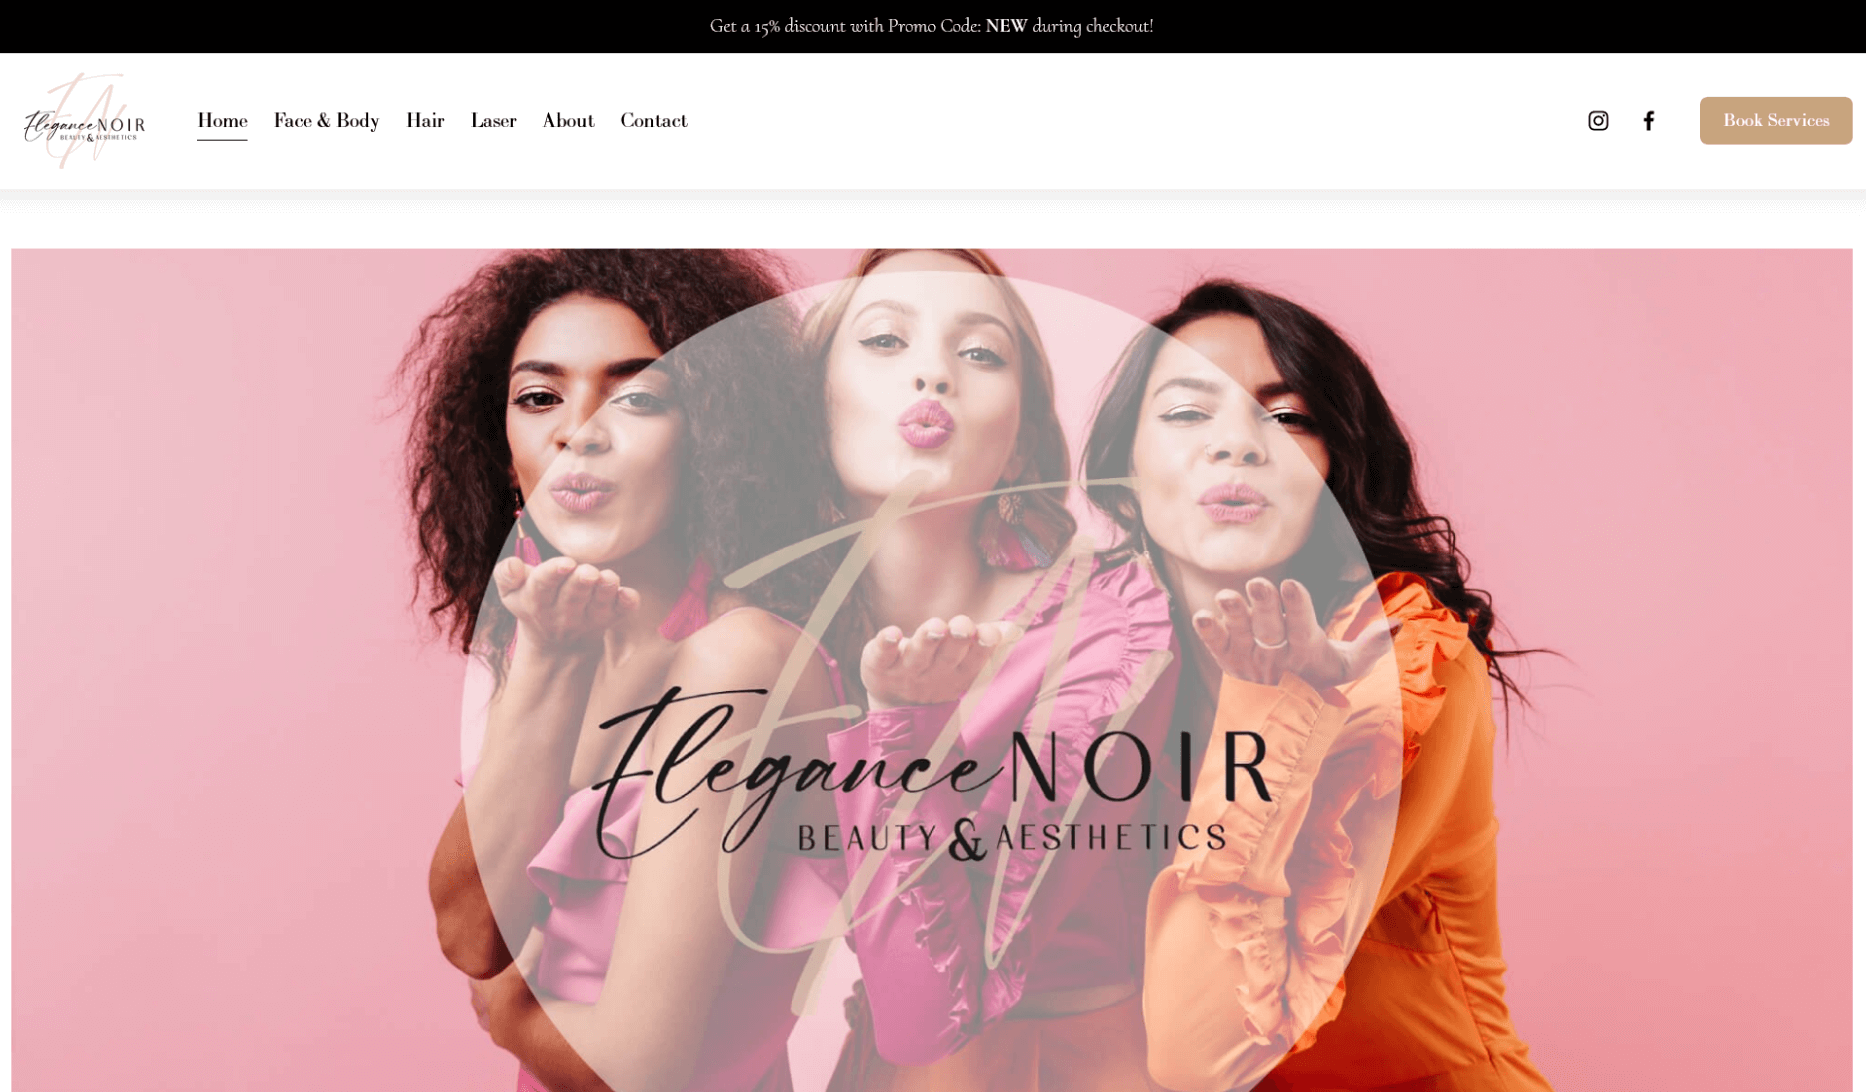 Get a 15% discount with Promo Code: NEW during checkout!
EleganceNOIR
BEAUTY & AESTHETICS
Home
Face & Body
Hair
Laser
About
Contact
Book Services
EN
EleganceNOIR
BEAUTY & AESTHETICS